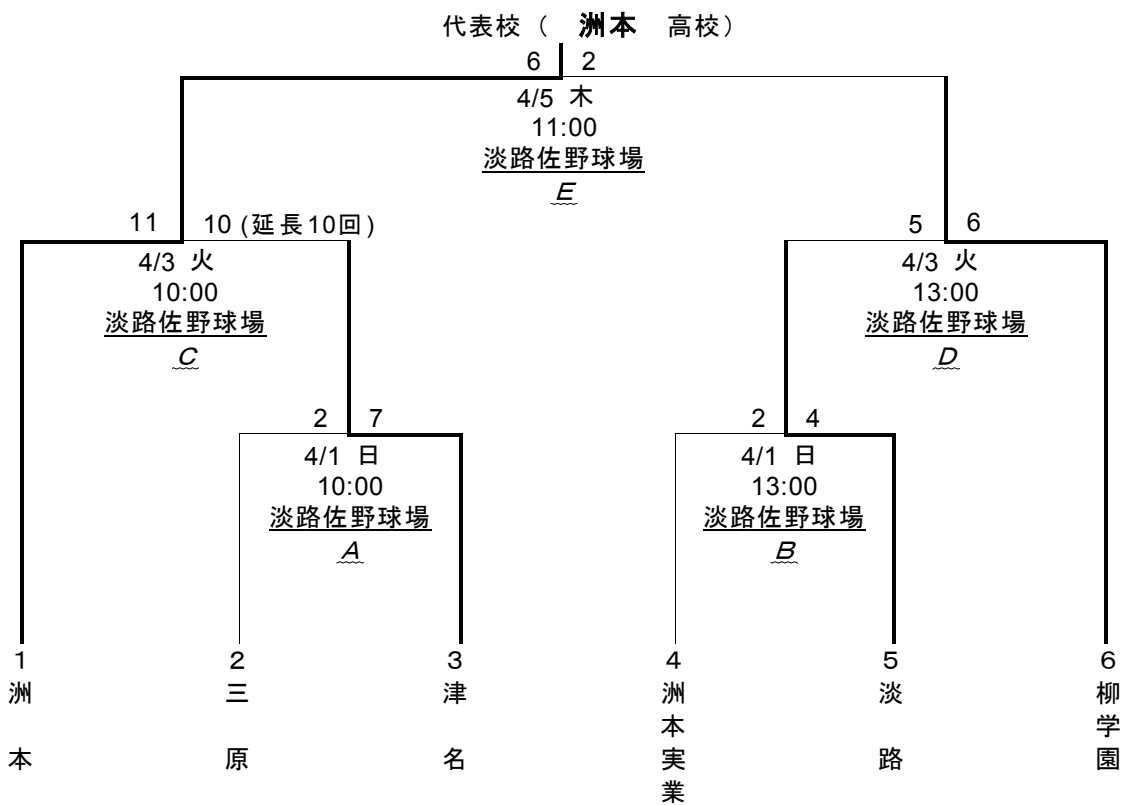 代表校（　洲本　高校）
6 2
4/5 木
11:00
淡路佐野球場
E
11 10 (延長10回)
4/3 火
10:00
淡路佐野球場
C
5 6
4/3 火
13:00
淡路佐野球場
D
2 7
4/1 日
10:00
淡路佐野球場
A
2 4
4/1 日
13:00
淡路佐野球場
B
1
洲本
2
三原
3
津名
4
洲本実業
5
淡路
6
柳学園